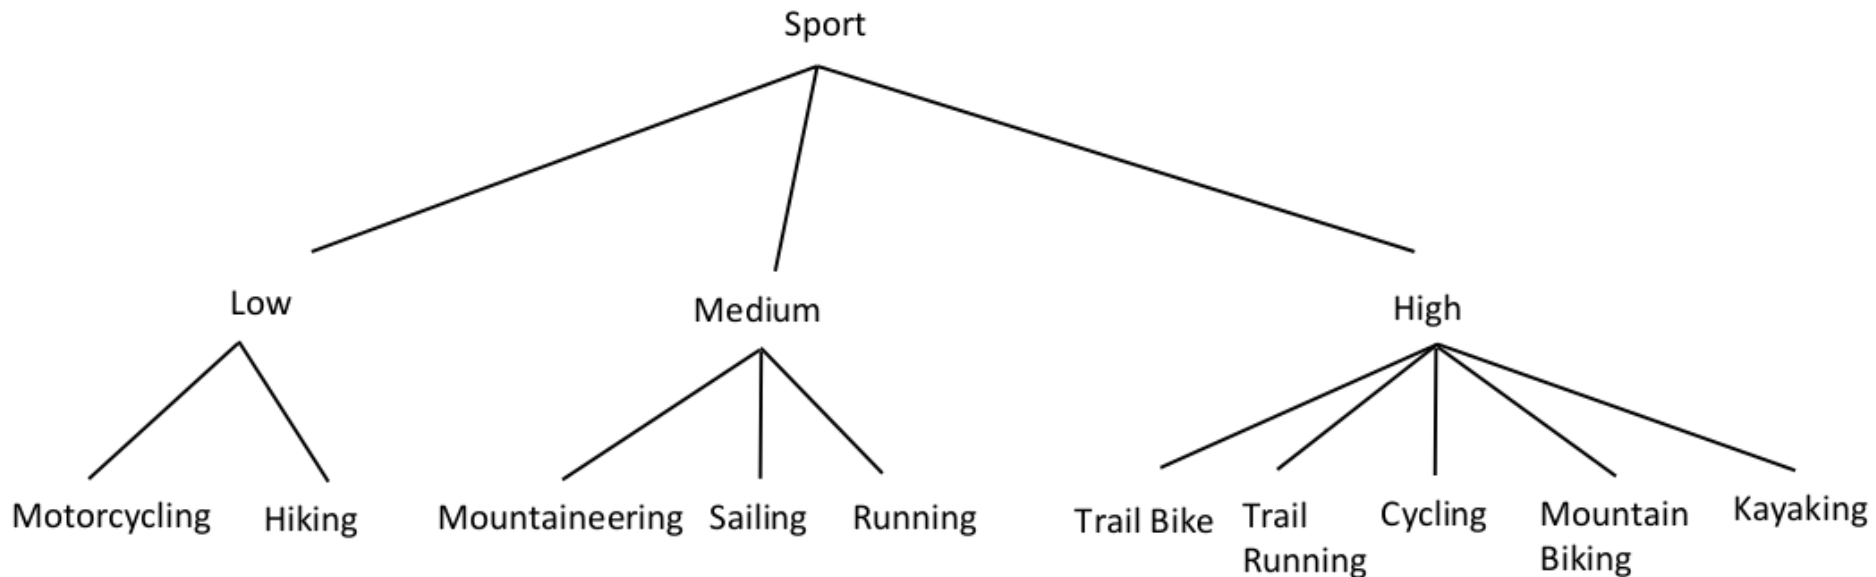 Sport
Low
Medium
High
Motorcycling
Hiking
Mountaineering
Sailing
Running
Trail Bike
Trail
Running
Cycling
Mountain
Biking
Kayaking